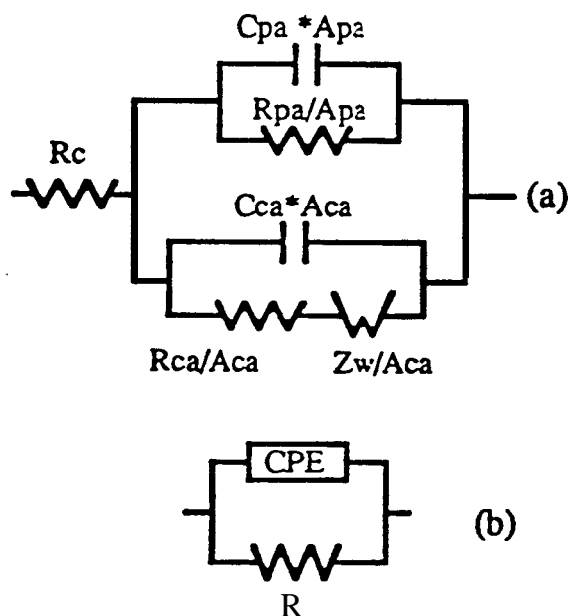 Cpa *Apa
Rpa/Apa
Rc
(a)
Cca*Aca
Rca/Aca
Zw/Aca
CPE
(b)
R